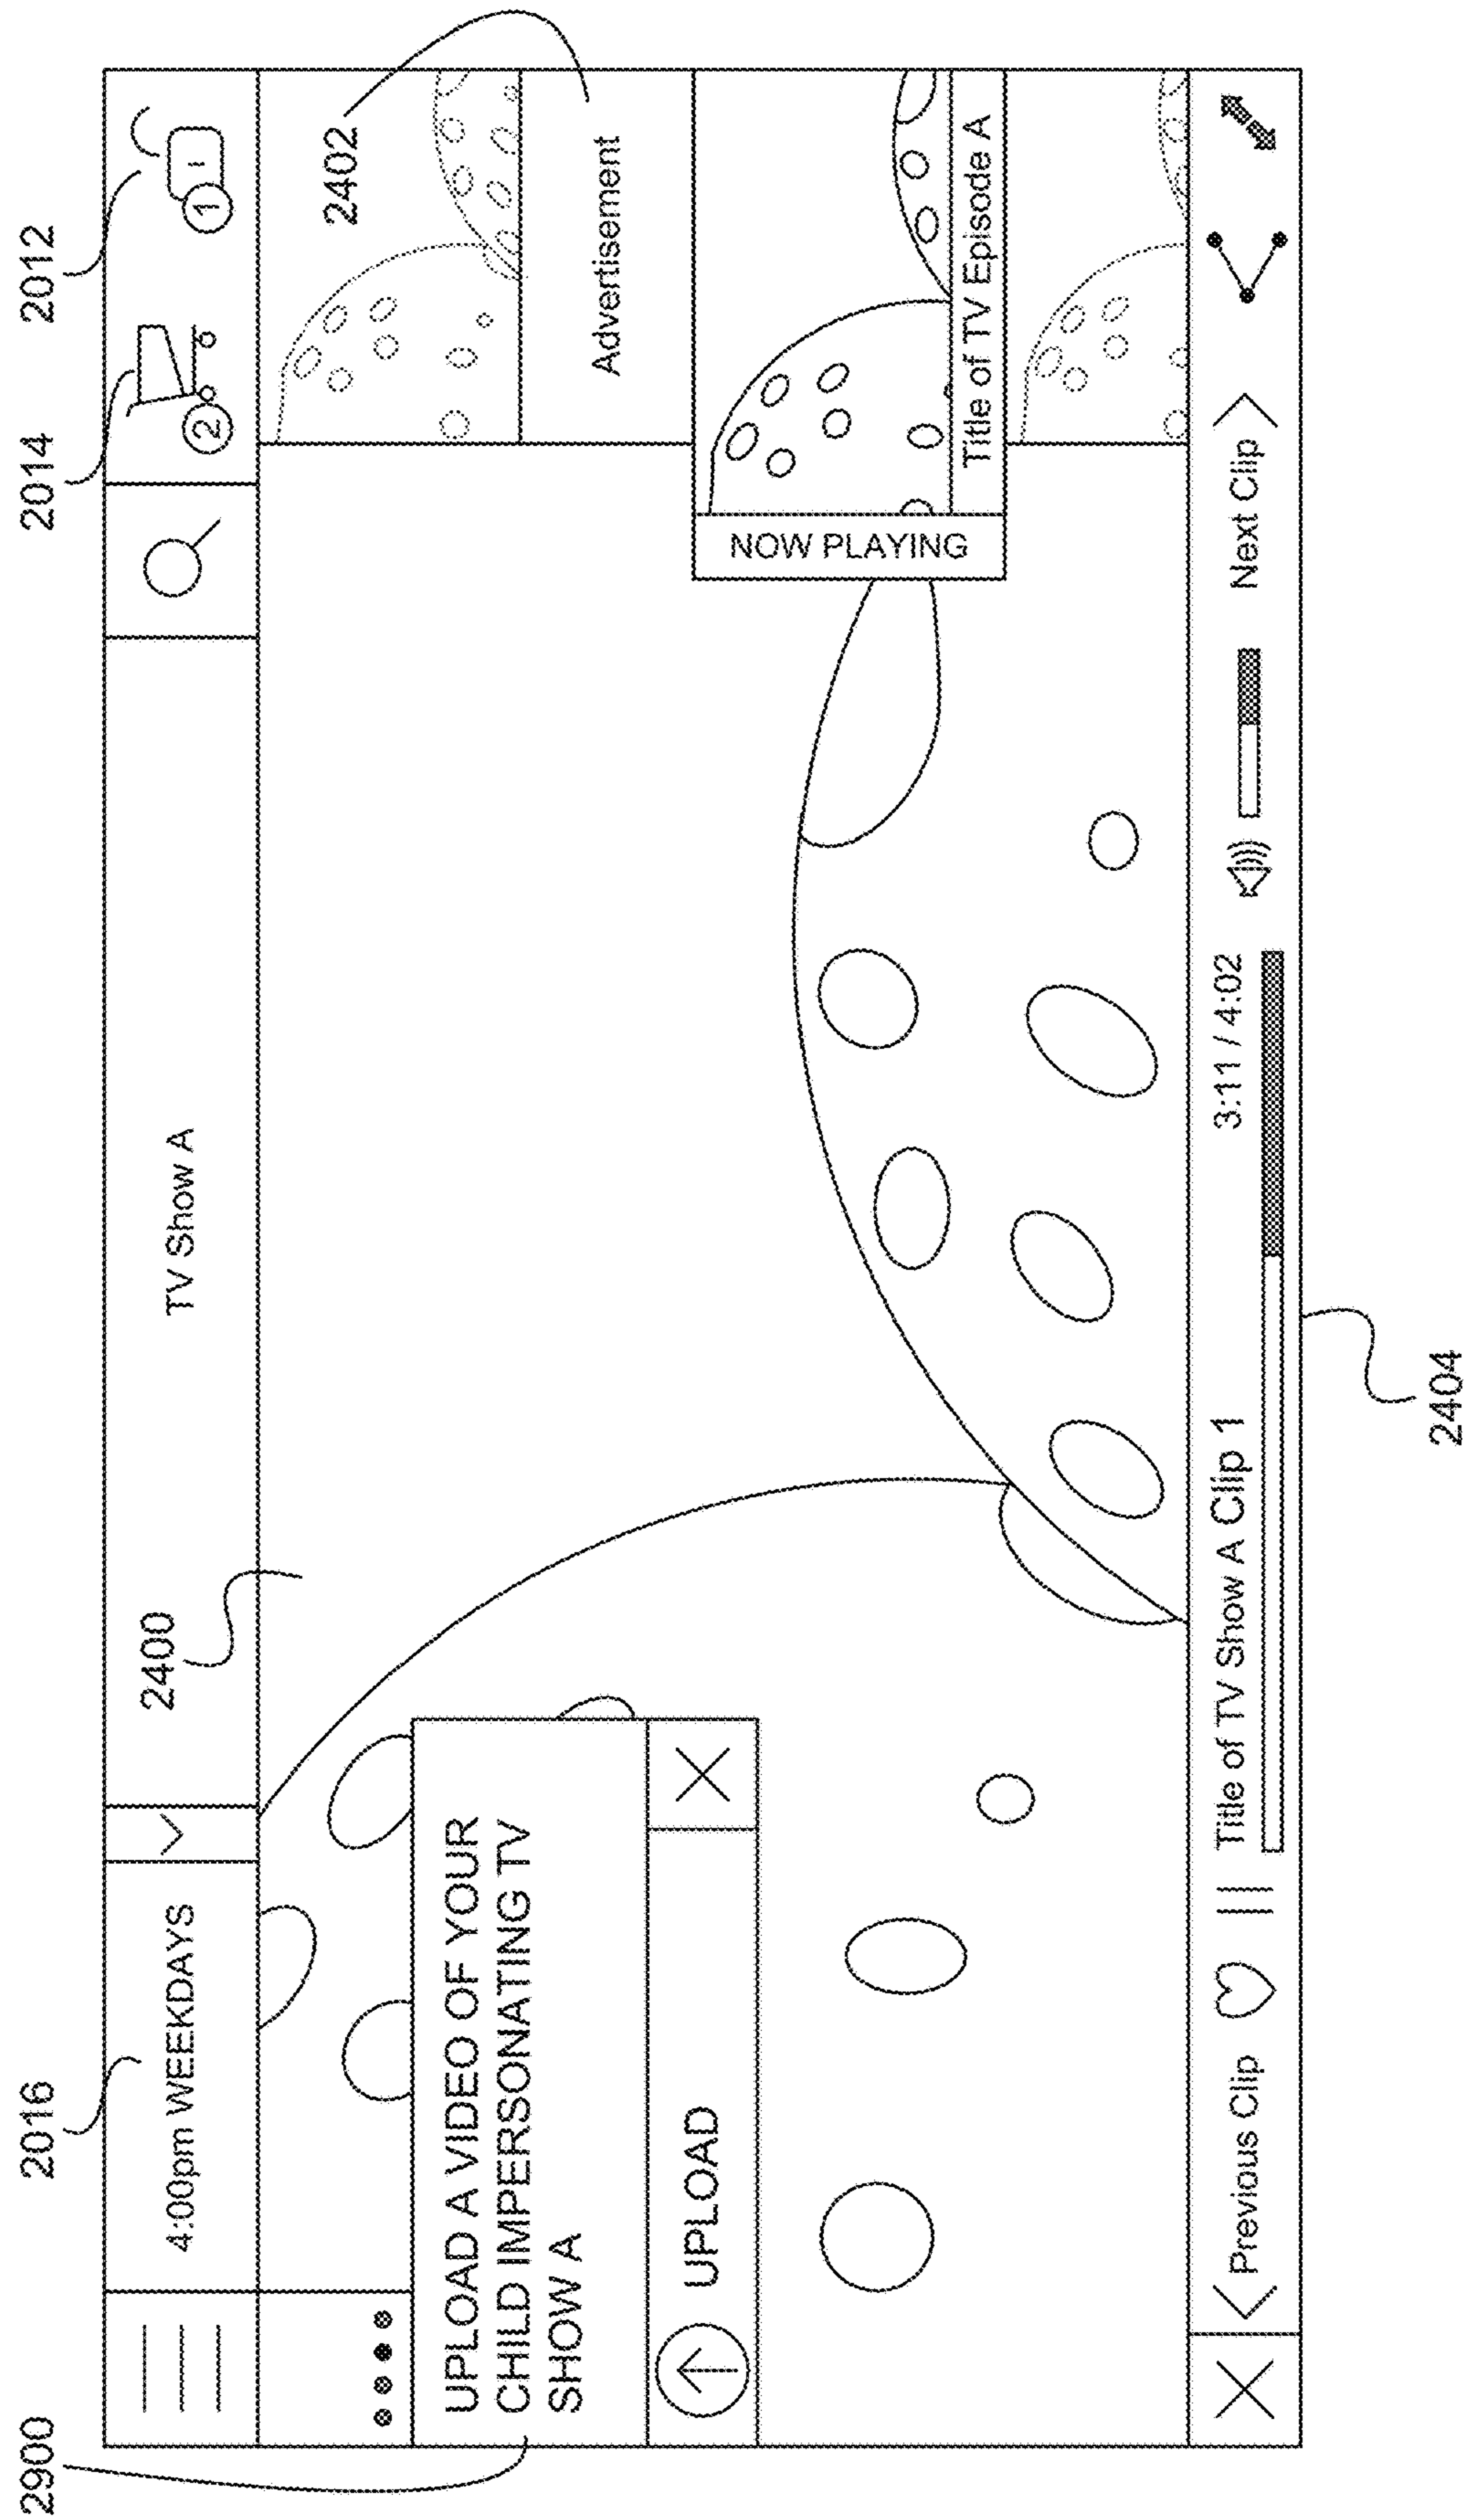 2900
2016
2014
2012
4:00pm WEEKDAYS
2400
TV Show A
2
1
2402
UPLOAD A VIDEO OF YOUR
CHILD IMPERSONATING TV
SHOW A
UPLOAD
Advertisement
NOW PLAYING
Title of TV Episode A
Previous Clip
Title of TV Show A Clip 1
3:11 / 4:02
Next Clip
2404